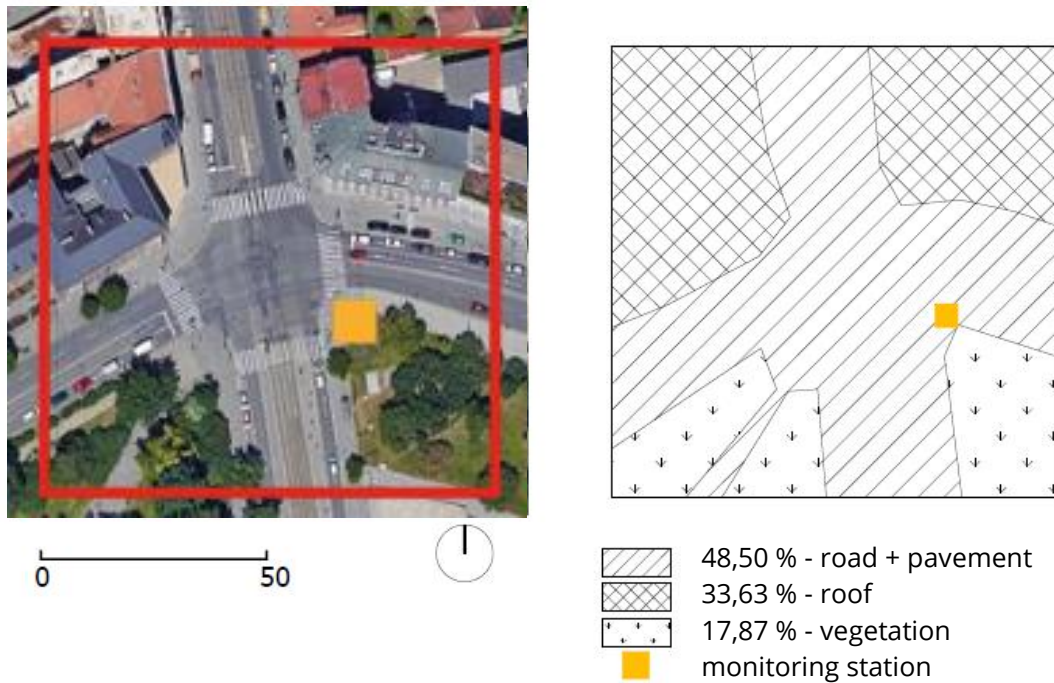 0 50
48,50 % - road + pavement
33,63 % - roof
17,87 % - vegetation
monitoring station